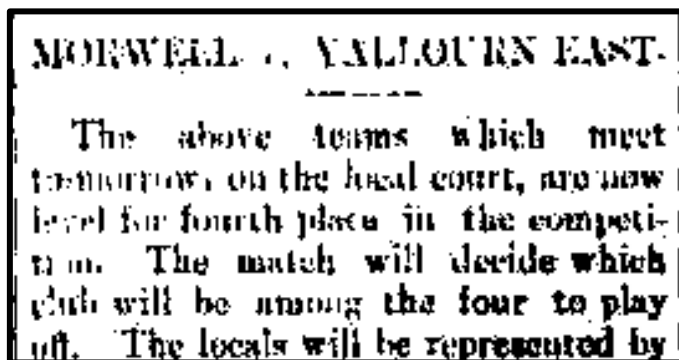 MORWELL v. YALLOURN EAST.
The above teams which meet
tomorrow, on the local court, are now
level for fourth place in the competi-
tion. The match will decide which
club will be among the four to play
off. The locals will be represented by